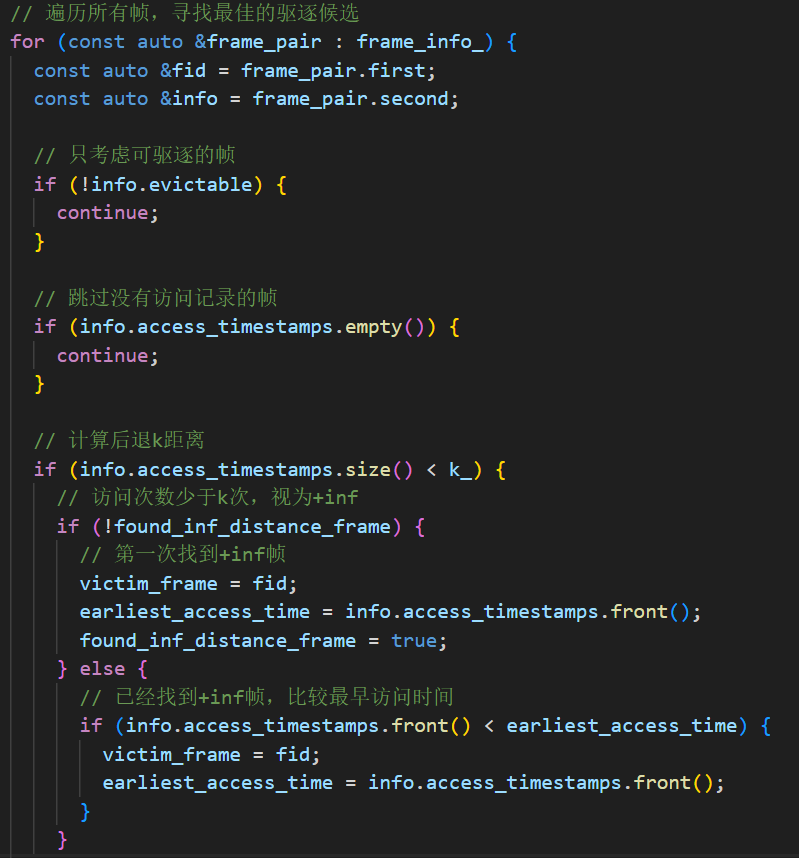 // 遍历所有帧，寻找最佳的驱逐候选
for (const auto &frame_pair : frame_info_) {
  const auto &fid = frame_pair.first;
  const auto &info = frame_pair.second;

  // 只考虑可驱逐的帧
  if (!info.evictable) {
    continue;
  }

  // 跳过没有访问记录的帧
  if (info.access_timestamps.empty()) {
    continue;
  }

  // 计算后退k距离
  if (info.access_timestamps.size() < k_) {
    // 访问次数少于k次，视为+inf
    if (!found_inf_distance_frame) {
      // 第一次找到+inf帧
      victim_frame = fid;
      earliest_access_time = info.access_timestamps.front();
      found_inf_distance_frame = true;
    } else {
      // 已经找到+inf帧，比较最早访问时间
      if (info.access_timestamps.front() < earliest_access_time) {
        victim_frame = fid;
        earliest_access_time = info.access_timestamps.front();
      }
    }